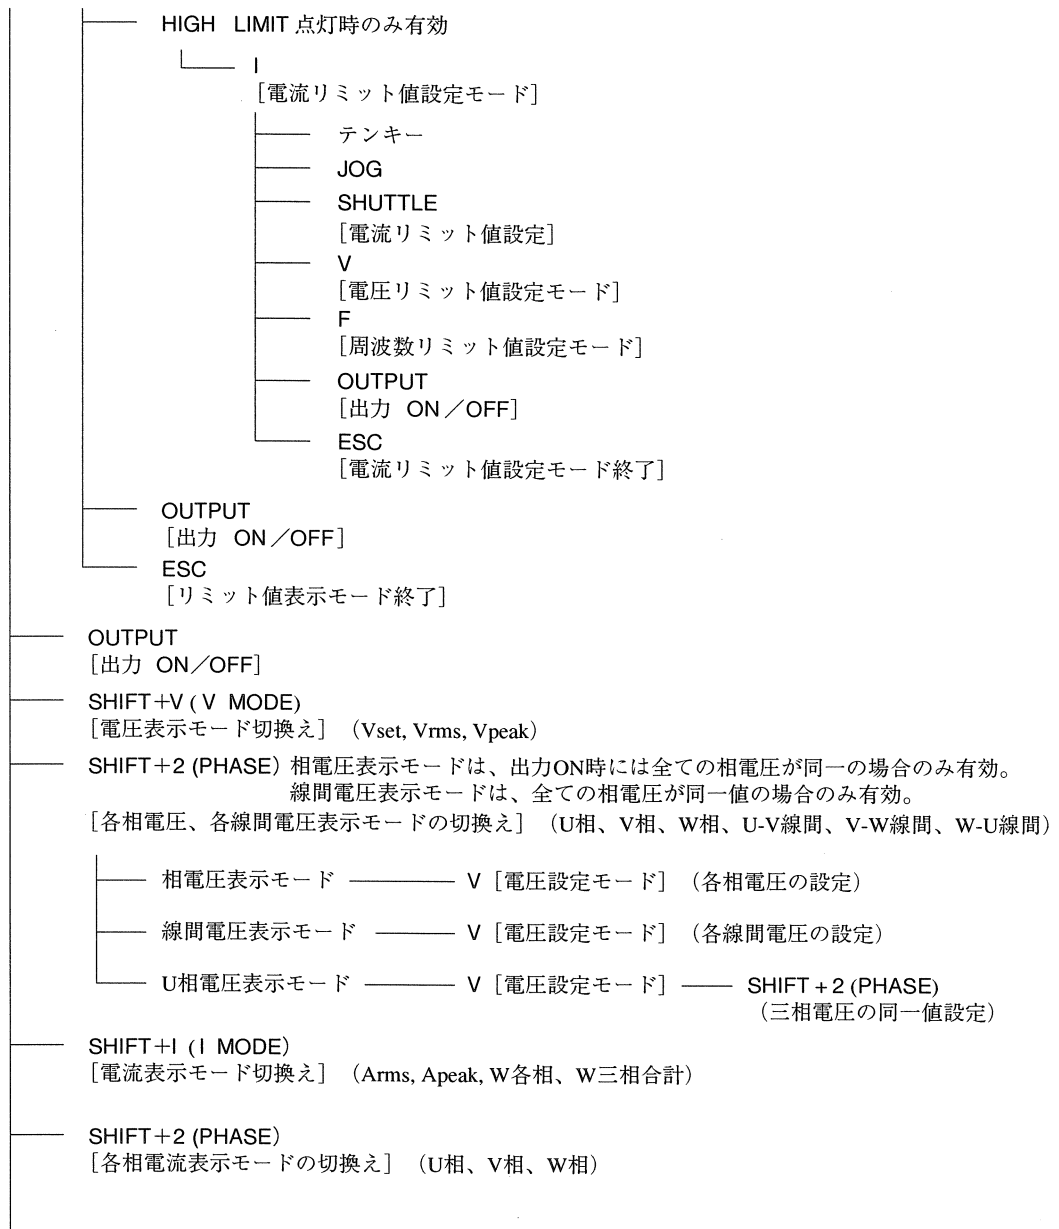 HIGH LIMIT 点灯時のみ有効
I
［電流リミット値設定モード］
テンキー
JOG
SHUTTLE
［電流リミット値設定］
V
［電圧リミット値設定モード］
F
［周波数リミット値設定モード］
OUTPUT
［出力 ON／OFF］
ESC
［電流リミット値設定モード終了］
OUTPUT
［出力 ON／OFF］
ESC
［リミット値表示モード終了］
OUTPUT
［出力 ON／OFF］
SHIFT＋V (V MODE)
［電圧表示モード切換え］（Vset, Vrms, Vpeak）
SHIFT＋2 (PHASE) 相電圧表示モードは、出力ON時には全ての相電圧が同一の場合のみ有効。
線間電圧表示モードは、全ての相電圧が同一値の場合のみ有効。
［各相電圧、各線間電圧表示モードの切換え］（U相、V相、W相、U-V線間、V-W線間、W-U線間）
相電圧表示モード V［電圧設定モード］（各相電圧の設定）
線間電圧表示モード V［電圧設定モード］（各線間電圧の設定）
U相電圧表示モード V［電圧設定モード］ SHIFT＋2 (PHASE)
（三相電圧の同一値設定）
SHIFT＋I (I MODE)
［電流表示モード切換え］（Arms, Apeak, W各相、W三相合計）
SHIFT＋2 (PHASE)
［各相電流表示モードの切換え］（U相、V相、W相）